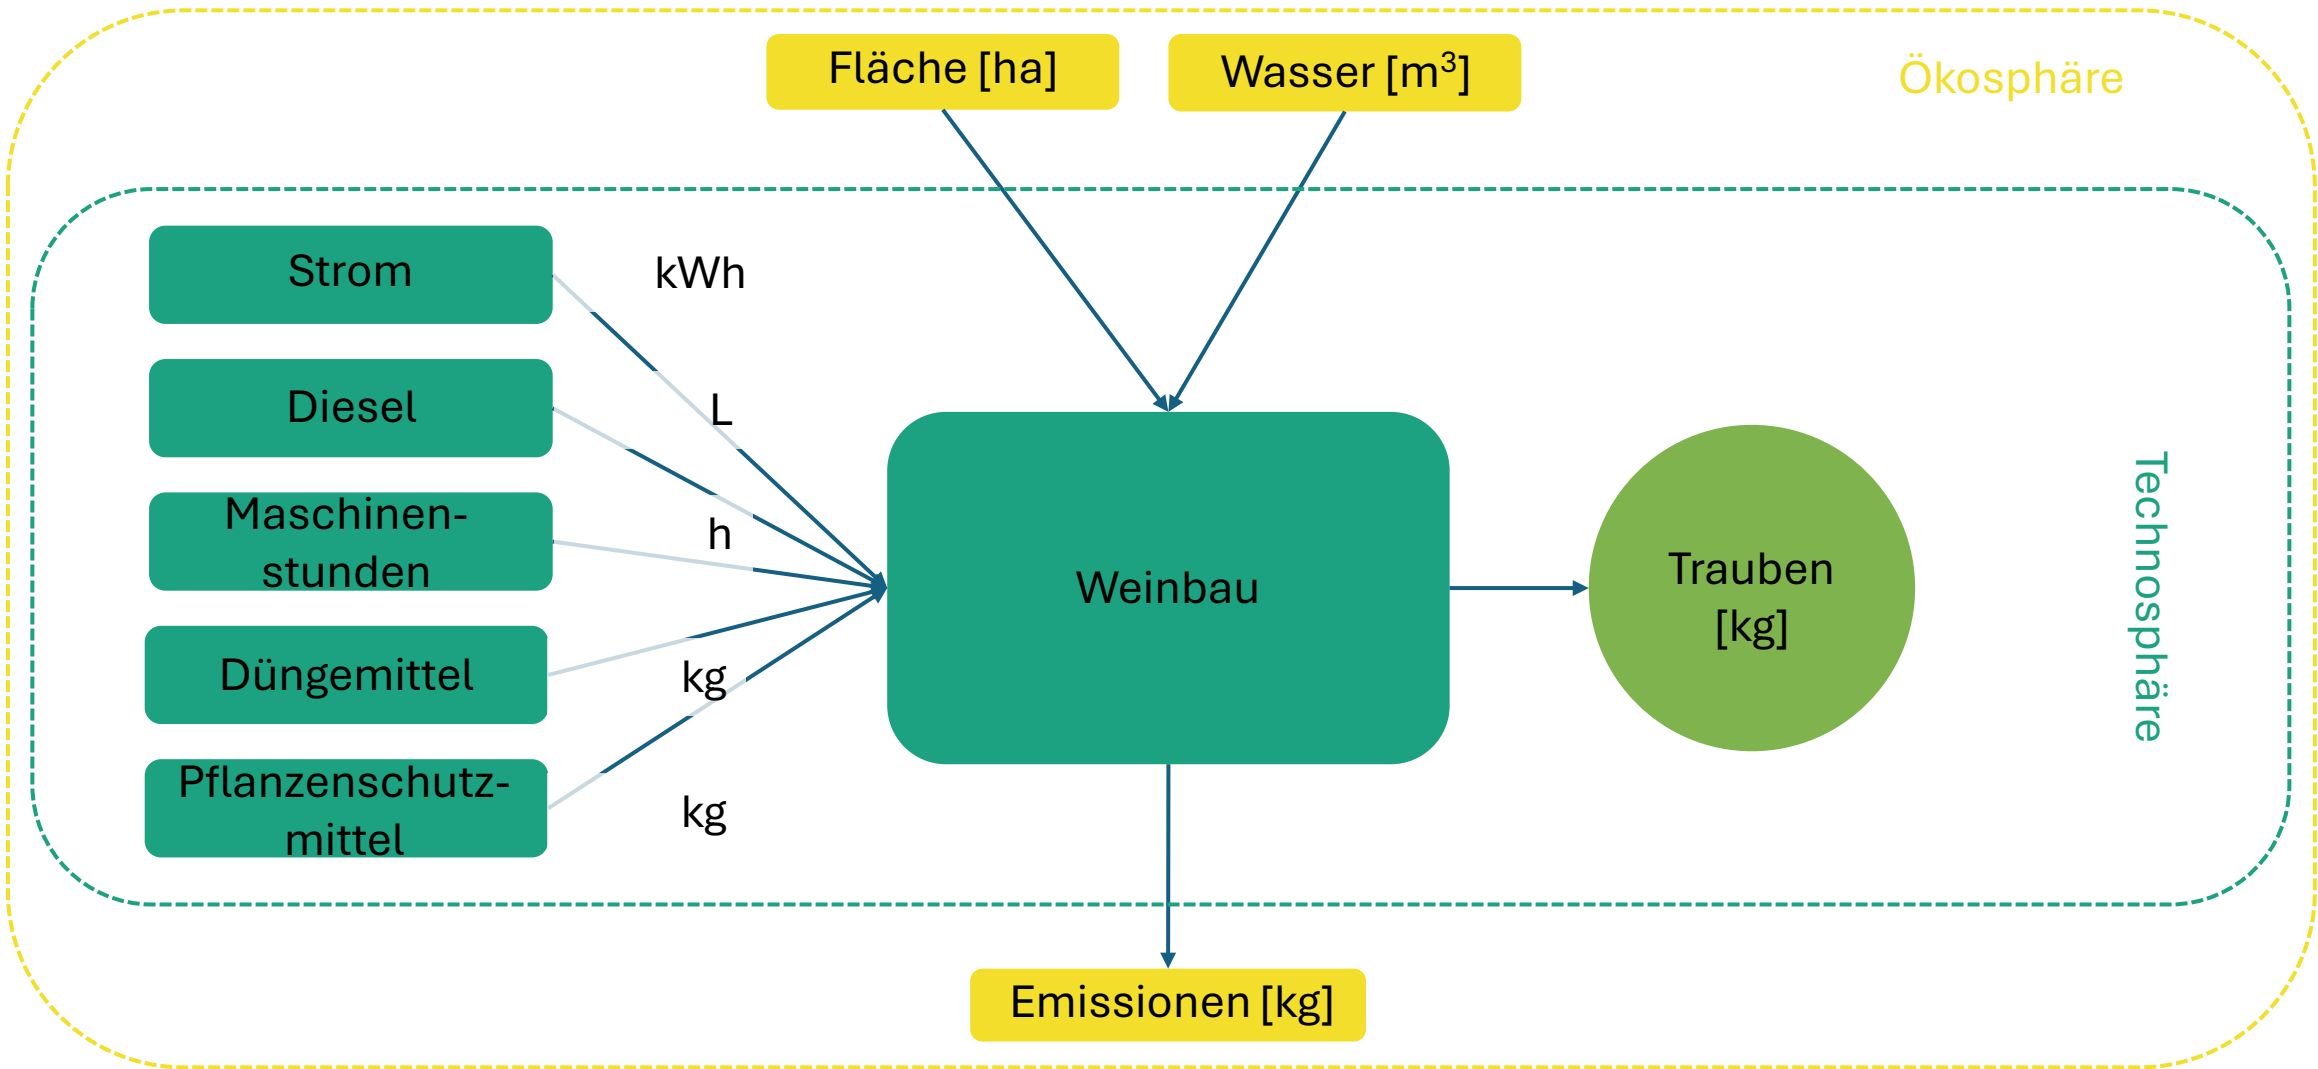 Fläche [ha]
Wasser [m³]
Ökosphäre
Strom
kWh
Diesel
L
Maschinen-
stunden
h
Düngemittel
kg
Pflanzenschutz-
mittel
kg
Weinbau
Trauben
[kg]
Technosphäre
Emissionen [kg]